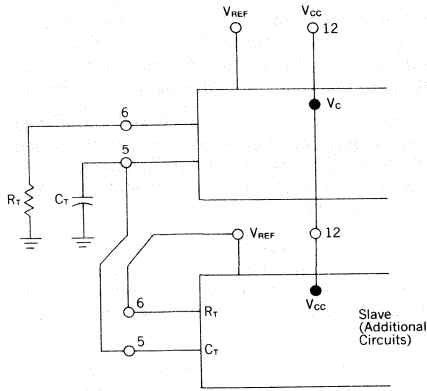 VREF
VCC
12
VC
6
5
RT
CT
VREF
12
6
RT
VCC
Slave
(Additional
Circuits)
5
CT